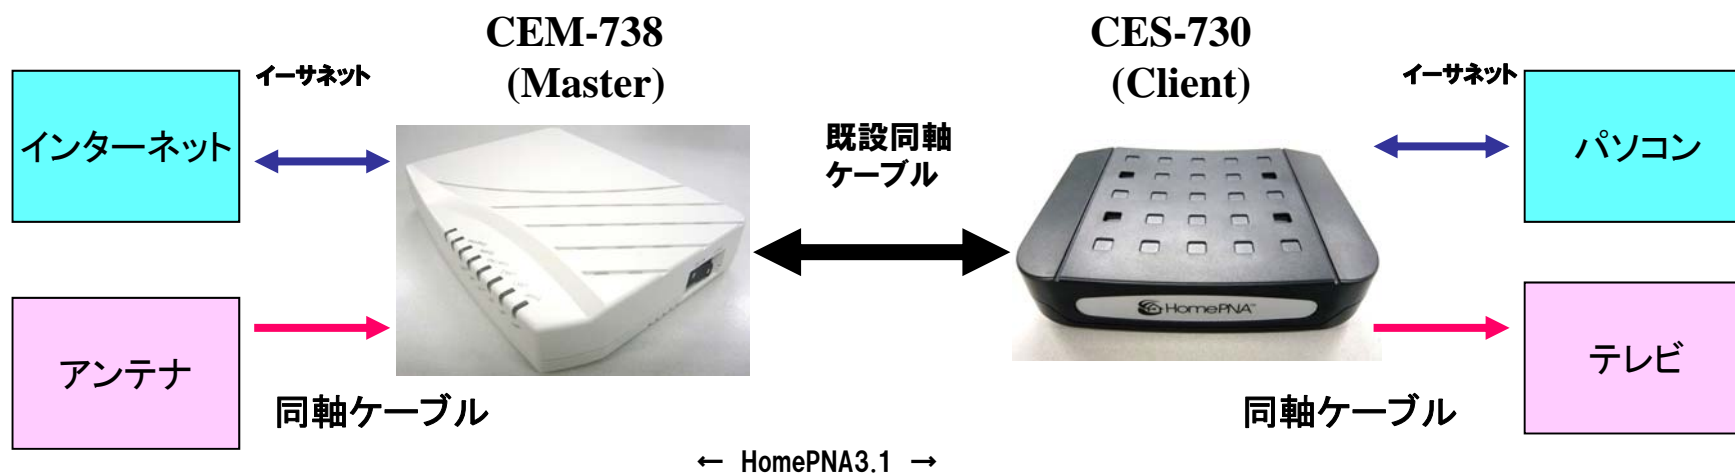 CEM-738
(Master)
CES-730
(Client)
イーサネット
イーサネット
インターネット
既設同軸
ケーブル
パソコン
HomePNA™
アンテナ
テレビ
同軸ケーブル
同軸ケーブル
← HomePNA3.1 →